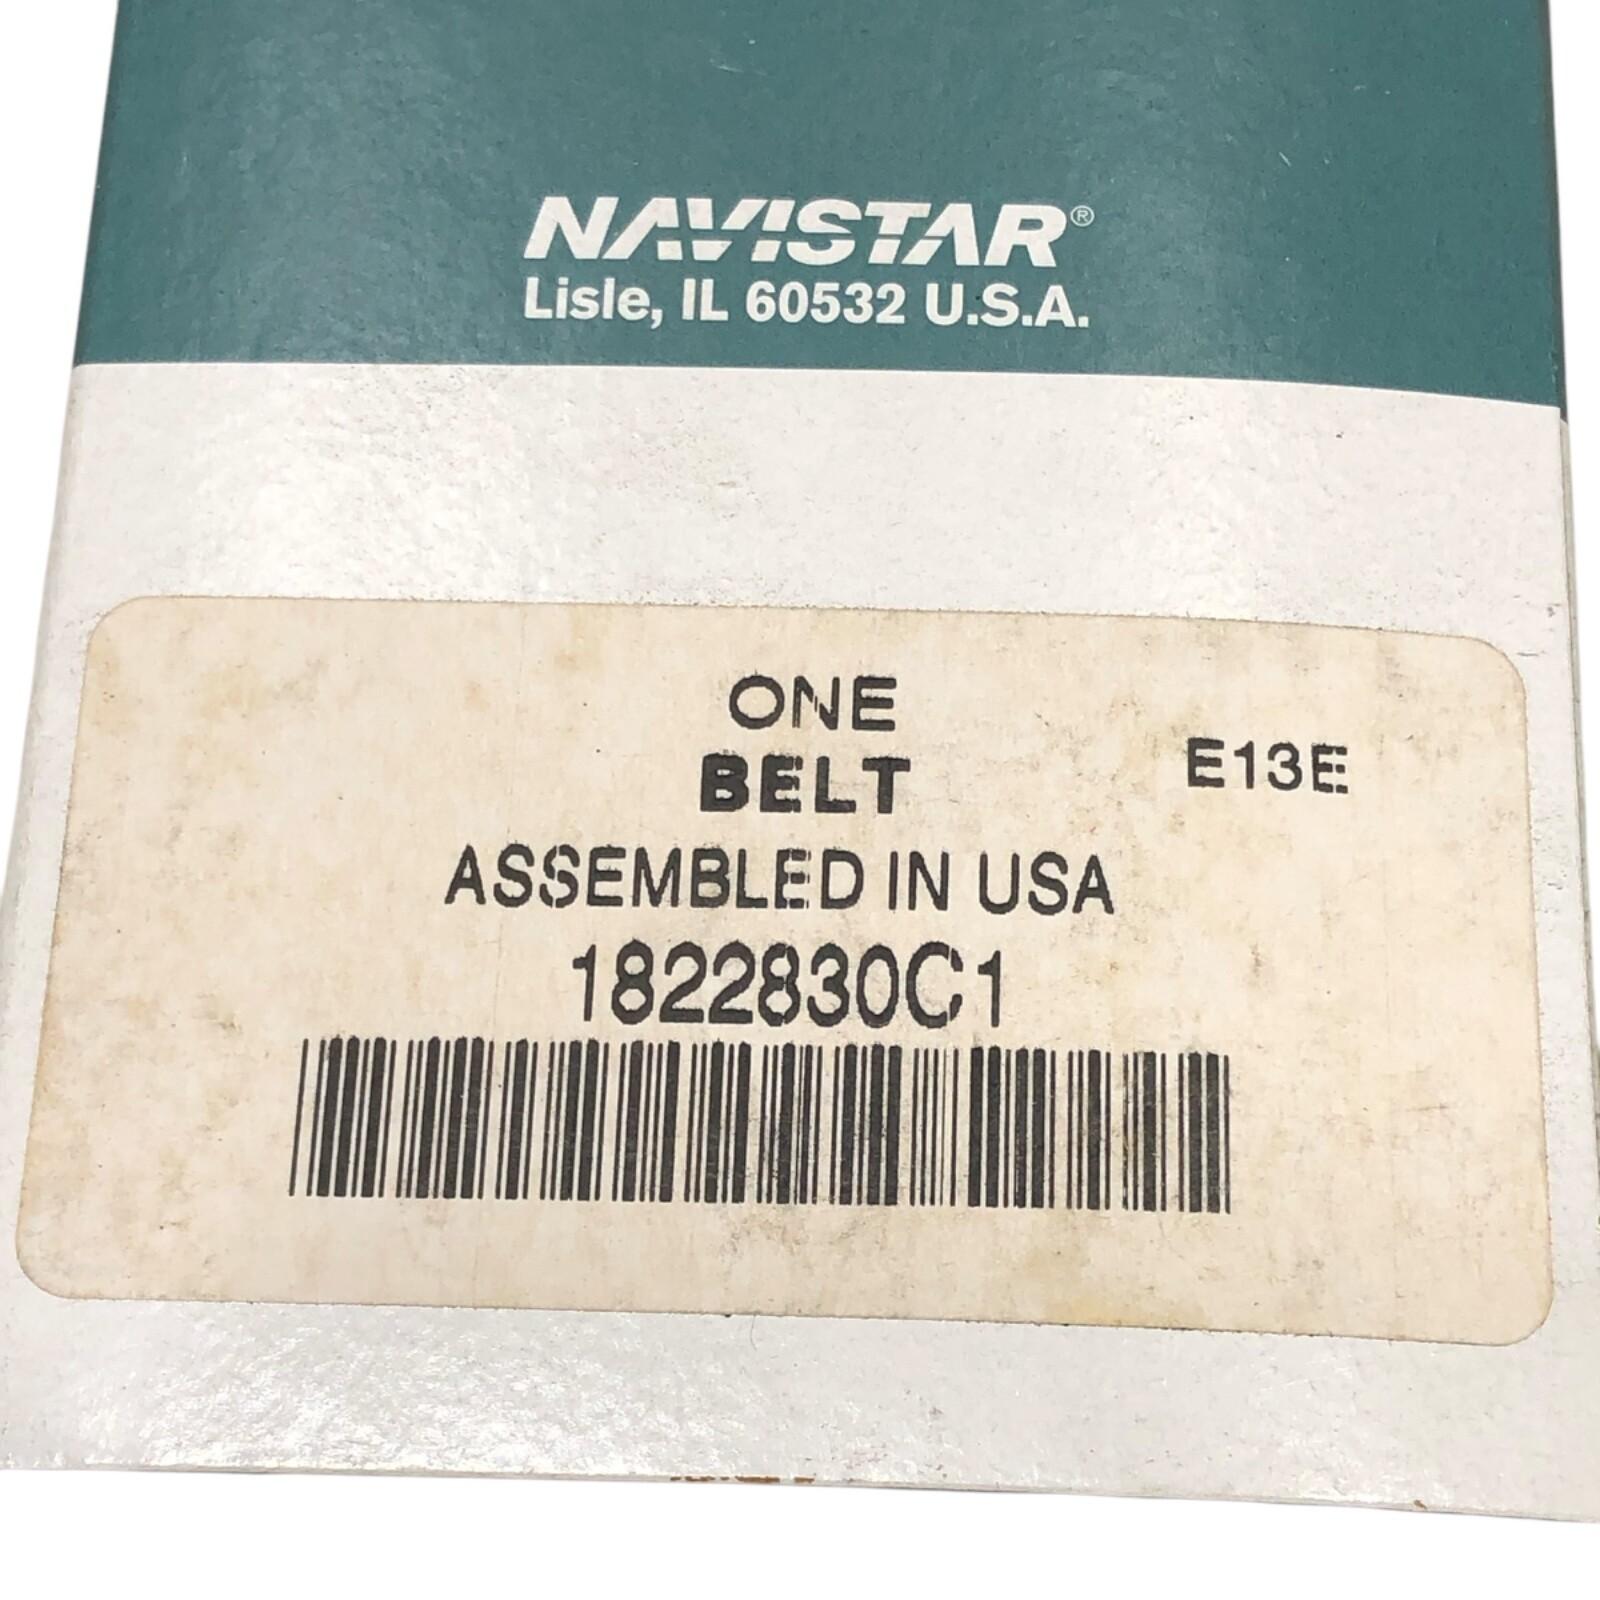 NAVISTAR®
Lisle, IL 60532 U.S.A.
ONE
BELT
E13E
ASSEMBLED IN USA
1822830C1